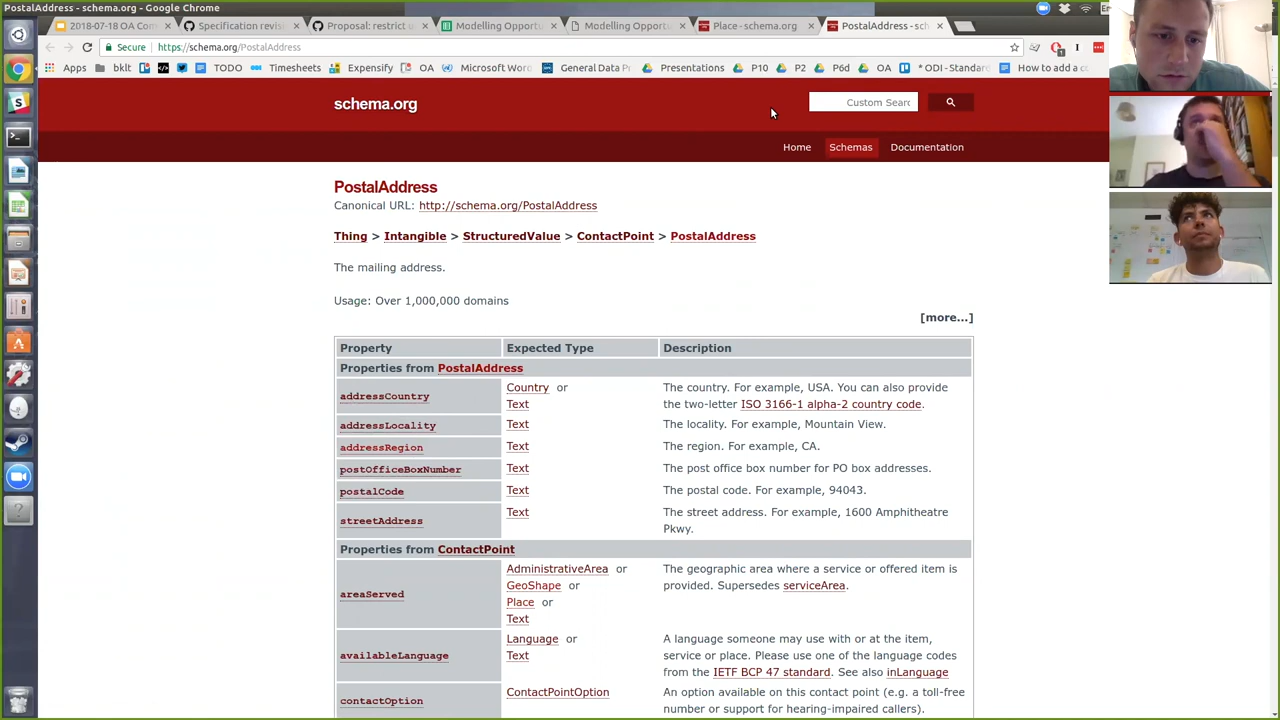 PostalAddress - schema.org - Google Chrome
2018-07-18 OA Com
Specification revis
Proposal: restrict u
Modelling Opportu
Modelling Opportu
Place - schema.org
PostalAddress - sch
Secure https://schema.org/PostalAddress
Apps bklt TODO Timesheets Expensify OA Microsoft Word General Data Pr Presentations P10 P2 P6d OA * ODI - Standard How to add a c
schema.org
Custom Searc
Home Schemas Documentation
PostalAddress
Canonical URL: http://schema.org/PostalAddress
Thing > Intangible > StructuredValue > ContactPoint > PostalAddress
The mailing address.
Usage: Over 1,000,000 domains
[more...]
Property Expected Type Description
Properties from PostalAddress
addressCountry
Country or
Text
The country. For example, USA. You can also provide
the two-letter ISO 3166-1 alpha-2 country code.
addressLocality Text The locality. For example, Mountain View.
addressRegion Text The region. For example, CA.
postOfficeBoxNumber Text The post office box number for PO box addresses.
postalCode Text The postal code. For example, 94043.
streetAddress Text The street address. For example, 1600 Amphitheatre
Pkwy.
Properties from ContactPoint
areaServed
AdministrativeArea or
GeoShape or
Place or
Text
The geographic area where a service or offered item is
provided. Supersedes serviceArea.
availableLanguage
Language or
Text
A language someone may use with or at the item,
service or place. Please use one of the language codes
from the IETF BCP 47 standard. See also inLanguage
contactOption
ContactPointOption
An option available on this contact point (e.g. a toll-free
number or support for hearing-impaired callers).